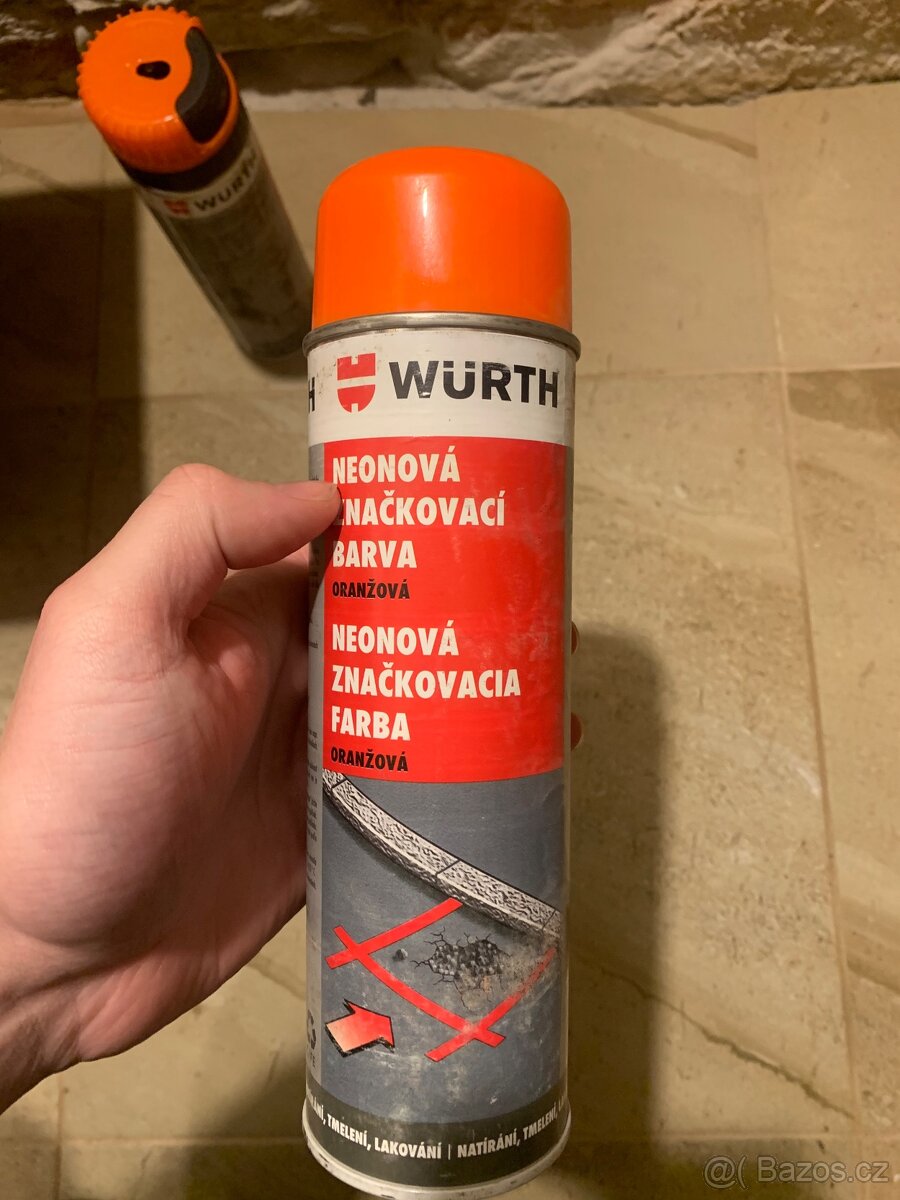 WÜRTH
H
WÜRTH
NEONOVÁ
ZNAČKOVACÍ
BARVA
ORANŽOVÁ
NEONOVÁ
ZNAČKOVACIA
FARBA
ORANŽOVÁ
TMELENÍ, LAKOVÁNÍ | NATÍRÁNÍ, TMELENÍ,
@( Bazos.cz